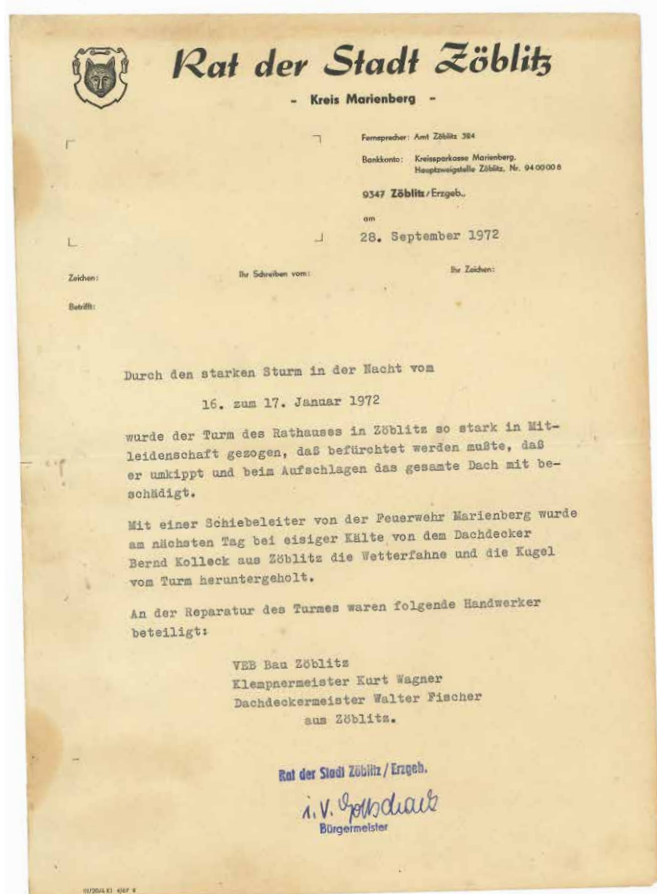 Rat der Stadt Zöblitz
- Kreis Marienberg -
Fernsprecher: Amt Zöblitz 384
Bankkonto: Kreissparkasse Marienberg,
Hauptzweigstelle Zöblitz, Nr. 940000 8
9347 Zöblitz/Erzgeb.,
am
28. September 1972
Zeichen: Ihr Schreiben vom: Ihr Zeichen:
Betrifft:
Durch den starken Sturm in der Nacht vom
16. zum 17. Januar 1972
wurde der Turm des Rathauses in Zöblitz so stark in Mit-
leidenschaft gezogen, daß befürchtet werden mußte, daß
er umkippt und beim Aufschlagen das gesamte Dach mit be-
schädigt.
Mit einer Schiebeleiter von der Feuerwehr Marienberg wurde
am nächsten Tag bei eisiger Kälte von dem Dachdecker
Bernd Kolleck aus Zöblitz die Wetterfahne und die Kugel
vom Turm heruntergeholt.
An der Reparatur des Turmes waren folgende Handwerker
beteiligt:
VEB Bau Zöblitz
Klempnermeister Kurt Wagner
Dachdeckermeister Walter Fischer
aus Zöblitz.
Rat der Stadt Zöblitz / Erzgeb.
i.V.
Bürgermeister